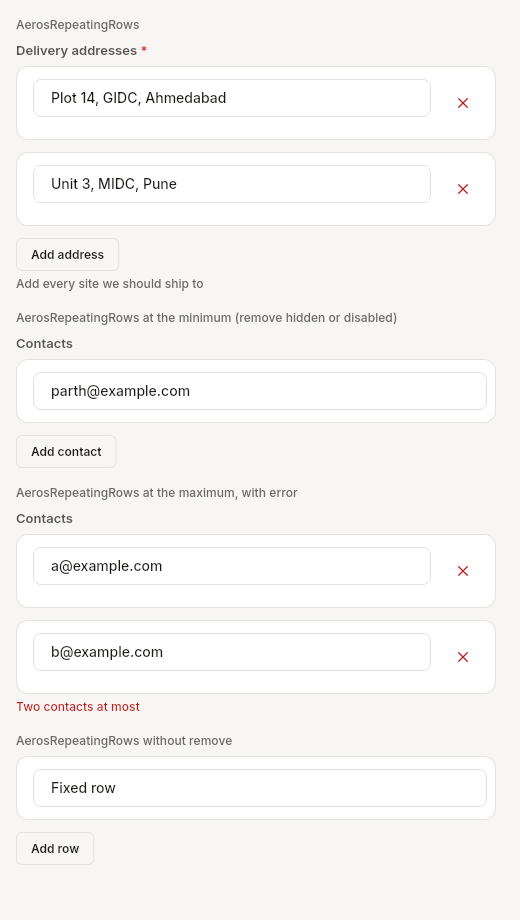 AerosRepeatingRows
Delivery addresses *
Plot 14, GIDC, Ahmedabad
Unit 3, MIDC, Pune
Add address
Add every site we should ship to
AerosRepeatingRows at the minimum (remove hidden or disabled)
Contacts
parth@example.com
Add contact
AerosRepeatingRows at the maximum, with error
Contacts
a@example.com
b@example.com
Two contacts at most
AerosRepeatingRows without remove
Fixed row
Add row